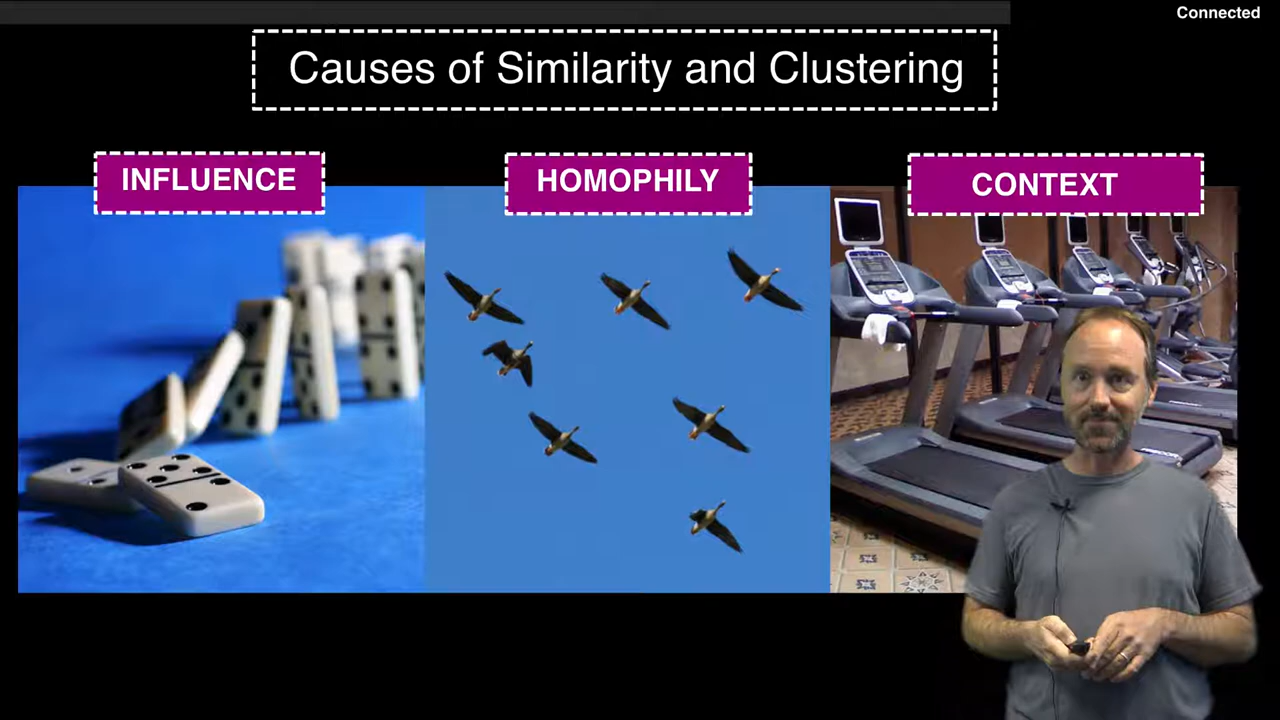 Connected
Causes of Similarity and Clustering
INFLUENCE
HOMOPHILY
CONTEXT